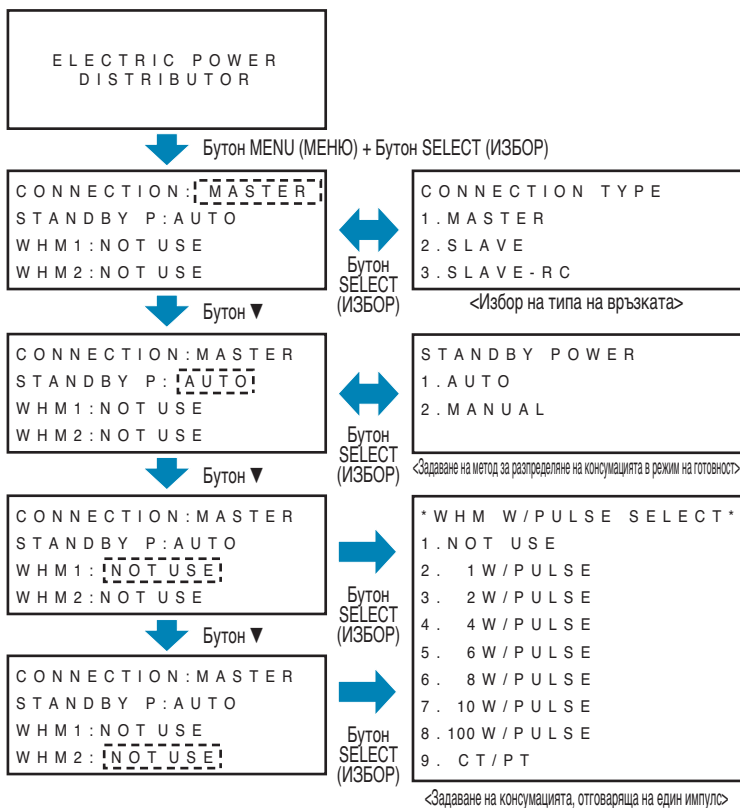 ELECTRIC POWER
DISTRIBUTOR
Бутон MENU (МЕНЮ) + Бутон SELECT (ИЗБОР)
CONNECTION:MASTER
STANDBY P:AUTO
WHM1:NOT USE
WHM2:NOT USE
Бутон
SELECT
(ИЗБОР)
CONNECTION TYPE
1.MASTER
2.SLAVE
3.SLAVE-RC
<Избор на типа на връзката>
Бутон ▼
CONNECTION:MASTER
STANDBY P:AUTO
WHM1:NOT USE
WHM2:NOT USE
Бутон
SELECT
(ИЗБОР)
STANDBY POWER
1.AUTO
2.MANUAL
<Задаване на метод за разпределяне на консумацията в режим на готовност>
Бутон ▼
CONNECTION:MASTER
STANDBY P:AUTO
WHM1:NOT USE
WHM2:NOT USE
Бутон
SELECT
(ИЗБОР)
*WHM W/PULSE SELECT*
1.NOT USE
2. 1W/PULSE
3. 2W/PULSE
4. 4W/PULSE
5. 6W/PULSE
6. 8W/PULSE
7. 10W/PULSE
8.100W/PULSE
9. CT/PT
Бутон ▼
CONNECTION:MASTER
STANDBY P:AUTO
WHM1:NOT USE
WHM2:NOT USE
Бутон
SELECT
(ИЗБОР)
<Задаване на консумацията, отговаряща на един импулс>